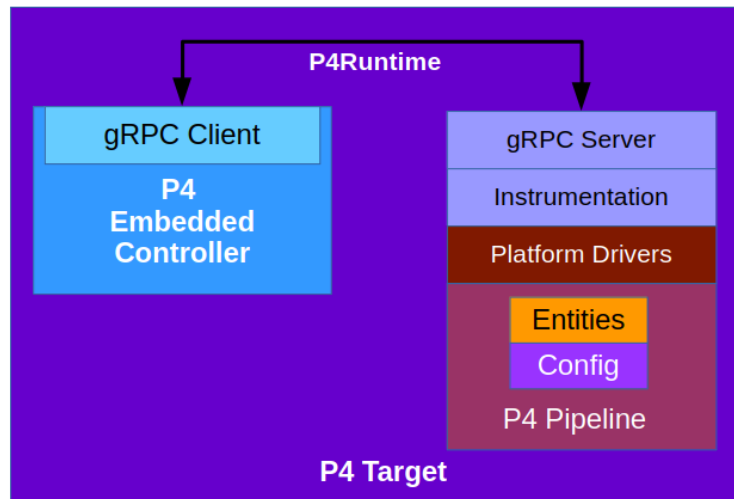 P4Runtime
gRPC Client
P4
Embedded
Controller
gRPC Server
Instrumentation
Platform Drivers
Entities
Config
P4 Pipeline
P4 Target